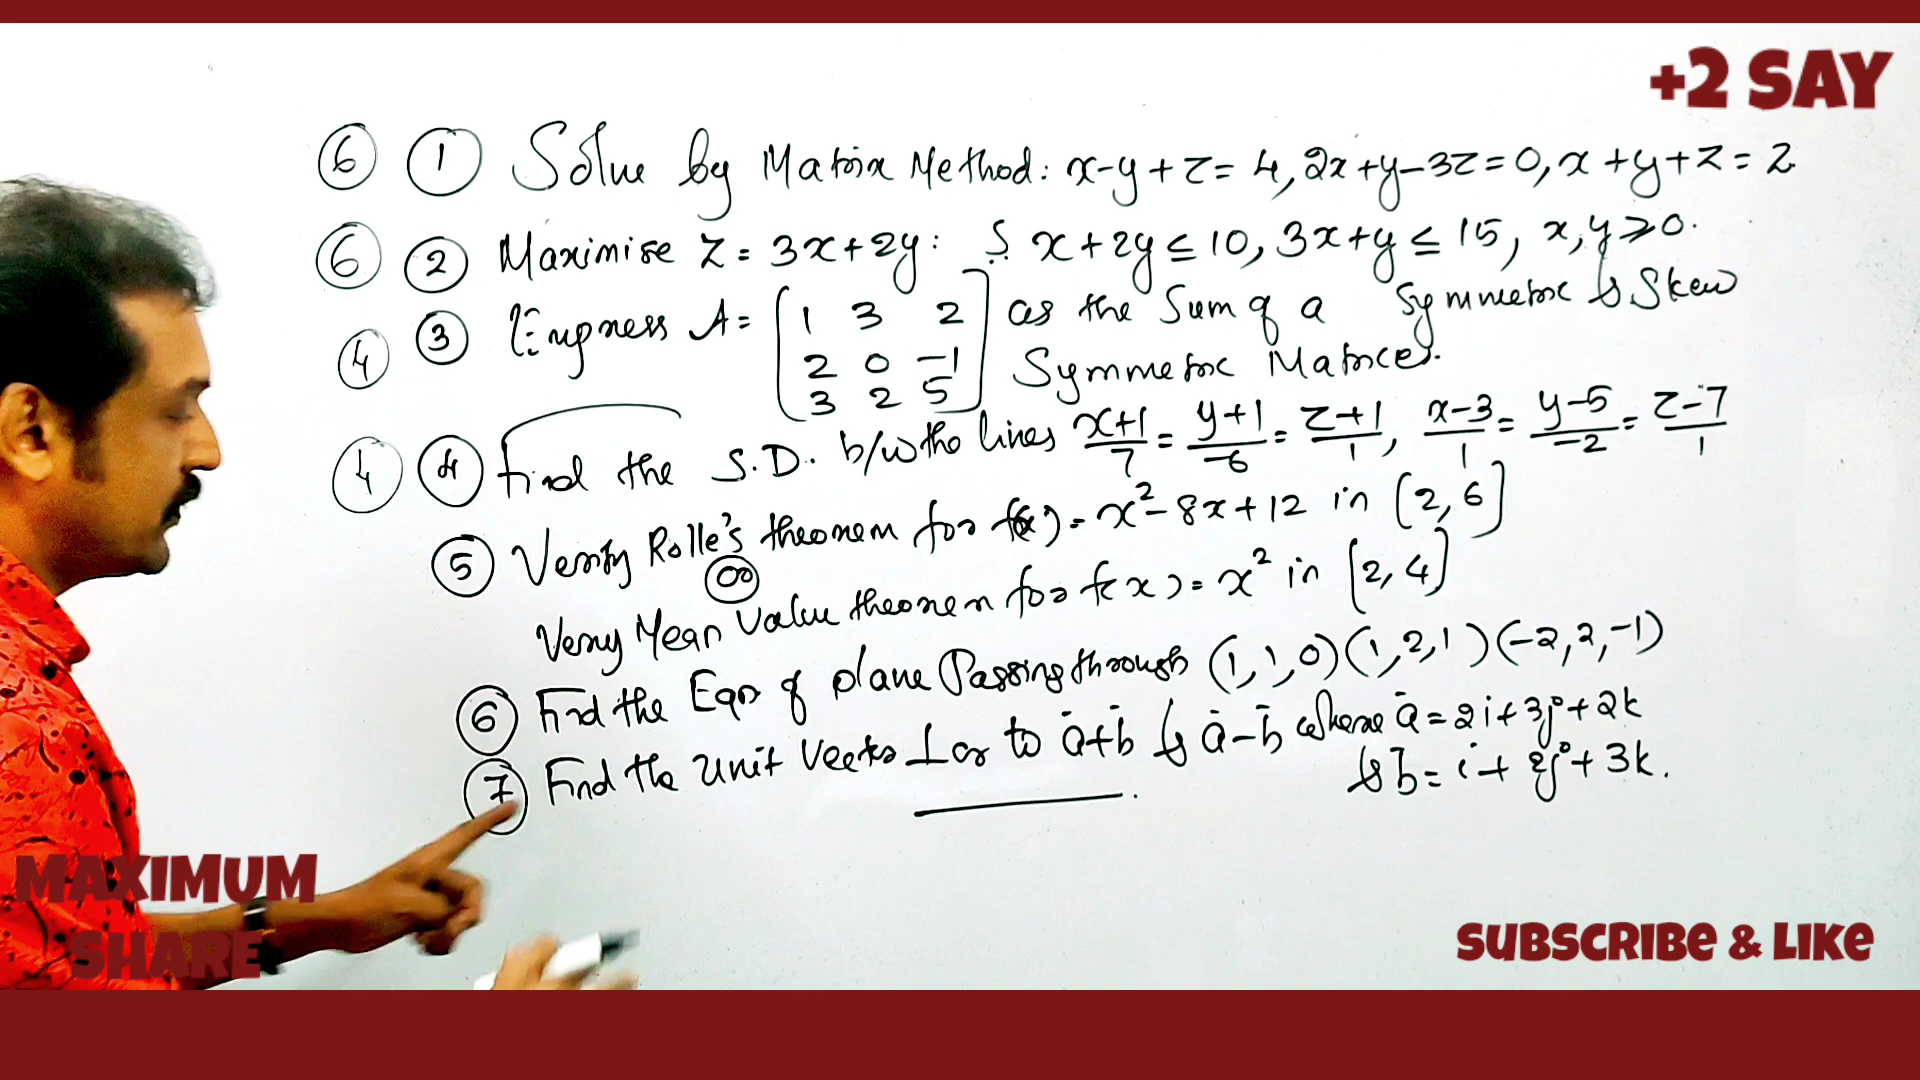 +2 SAY
6 1 Solve by Matrix Method: x-y+z=4, 2x+y-3z=0, x+y+z=2
6 2 Maximise Z = 3x+2y: S: x+2y≤10, 3x+y≤15, x,y≥0.
4 3 Express A = [1 3 2 as the Sum of a Symmetric & Skew
2 0 -1 Symmetric Matrices.
3 2 5]
4 4 Find the S.D. b/w the lines (x+1)/7 = (y+1)/-6 = (z+1)/1, (x-3)/1 = (y-5)/-2 = (z-7)/1
5 Verify Rolle's theorem for f(x) = x²-8x+12 in [2,6]
or
Very Mean Value theorem for f(x) = x² in [2,4]
6 Find the Eqn of plane Passing through (1,1,0) (1,2,1) (-2,2,-1)
7 Find the Unit Vector ⊥ar to a̅+b̅ & a̅-b̅ where a̅ = 2i+3j+2k
& b̅ = i+2j+3k.
MAXIMUM
SHARE
SUBSCRIBE & LIKE